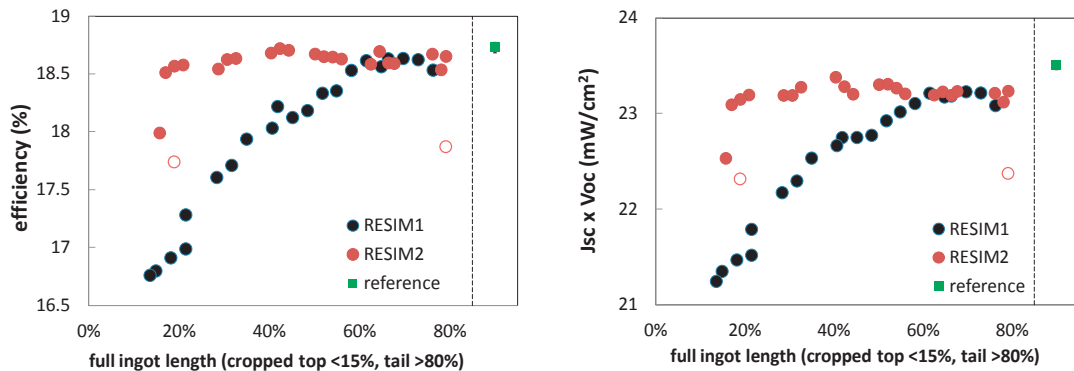 19
18.5
18
17.5
17
16.5
efficiency (%)
RESIM1
RESIM2
reference
0% 20% 40% 60% 80%
full ingot length (cropped top <15%, tail >80%)
24
23
22
21
Jsc x Voc (mW/cm²)
RESIM1
RESIM2
reference
0% 20% 40% 60% 80%
full ingot length (cropped top <15%, tail >80%)